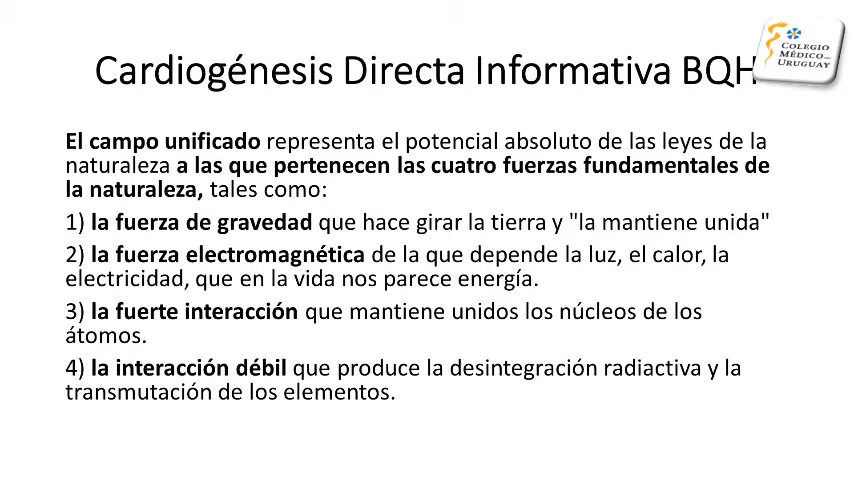 COLEGIO
MÉDICO
URUGUAY
Cardiogénesis Directa Informativa BQH
El campo unificado representa el potencial absoluto de las leyes de la
naturaleza a las que pertenecen las cuatro fuerzas fundamentales de
la naturaleza, tales como:
1) la fuerza de gravedad que hace girar la tierra y "la mantiene unida"
2) la fuerza electromagnética de la que depende la luz, el calor, la
electricidad, que en la vida nos parece energía.
3) la fuerte interacción que mantiene unidos los núcleos de los
átomos.
4) la interacción débil que produce la desintegración radiactiva y la
transmutación de los elementos.